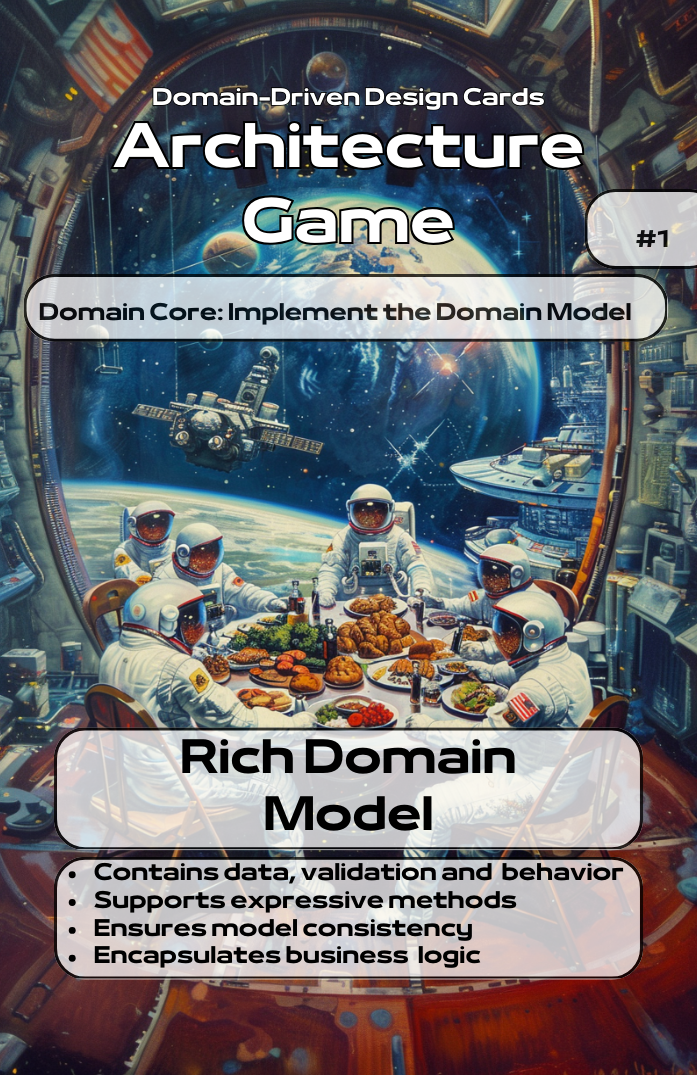 Domain-Driven Design Cards
Architecture
Game
#1
Domain Core: Implement the Domain Model
Rich Domain
Model
• Contains data, validation and behavior
• Supports expressive methods
• Ensures model consistency
• Encapsulates business logic